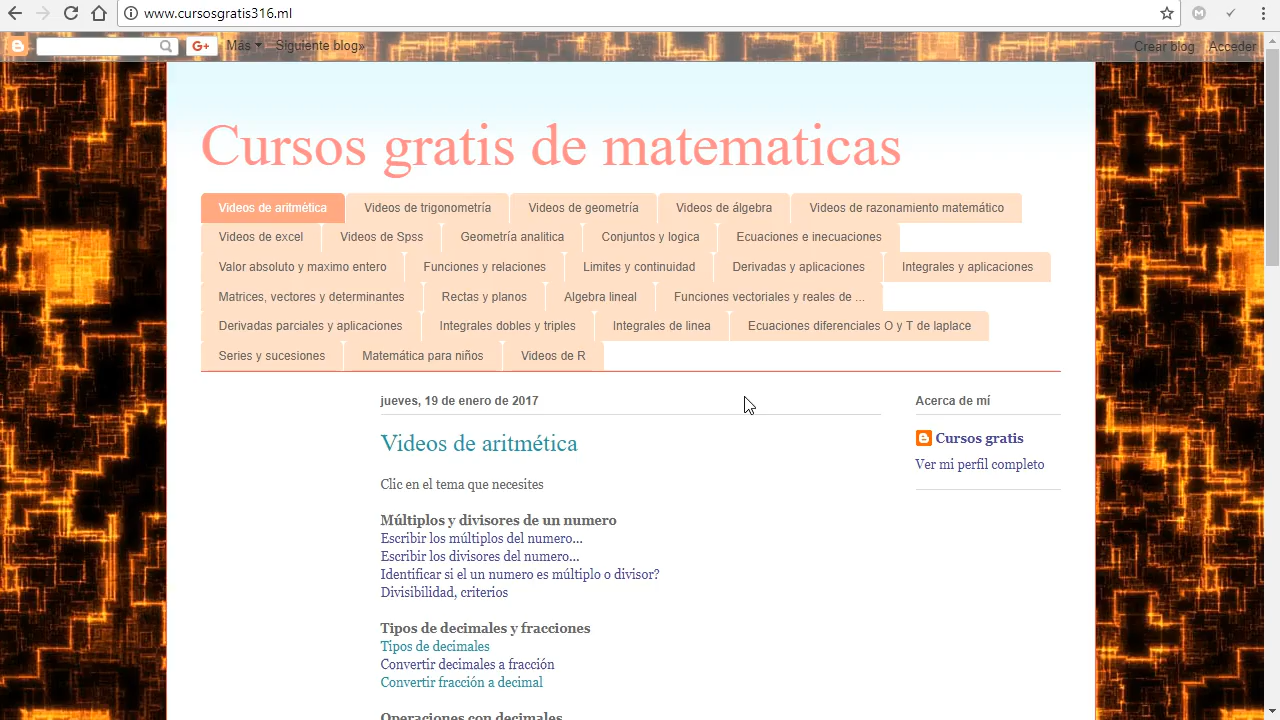 www.cursosgratis316.ml
G+ Más Siguiente blog» Crear blog Acceder
Cursos gratis de matematicas
Videos de aritmética Videos de trigonometría Videos de geometría Videos de álgebra Videos de razonamiento matemático
Videos de excel Videos de Spss Geometría analitica Conjuntos y logica Ecuaciones e inecuaciones
Valor absoluto y maximo entero Funciones y relaciones Limites y continuidad Derivadas y aplicaciones Integrales y aplicaciones
Matrices, vectores y determinantes Rectas y planos Algebra lineal Funciones vectoriales y reales de ...
Derivadas parciales y aplicaciones Integrales dobles y triples Integrales de linea Ecuaciones diferenciales O y T de laplace
Series y sucesiones Matemática para niños Videos de R
jueves, 19 de enero de 2017
Videos de aritmética
Clic en el tema que necesites
Múltiplos y divisores de un numero
Escribir los múltiplos del numero...
Escribir los divisores del numero...
Identificar si el un numero es múltiplo o divisor?
Divisibilidad, criterios
Tipos de decimales y fracciones
Tipos de decimales
Convertir decimales a fracción
Convertir fracción a decimal
Operaciones con decimales
Acerca de mí
Cursos gratis
Ver mi perfil completo